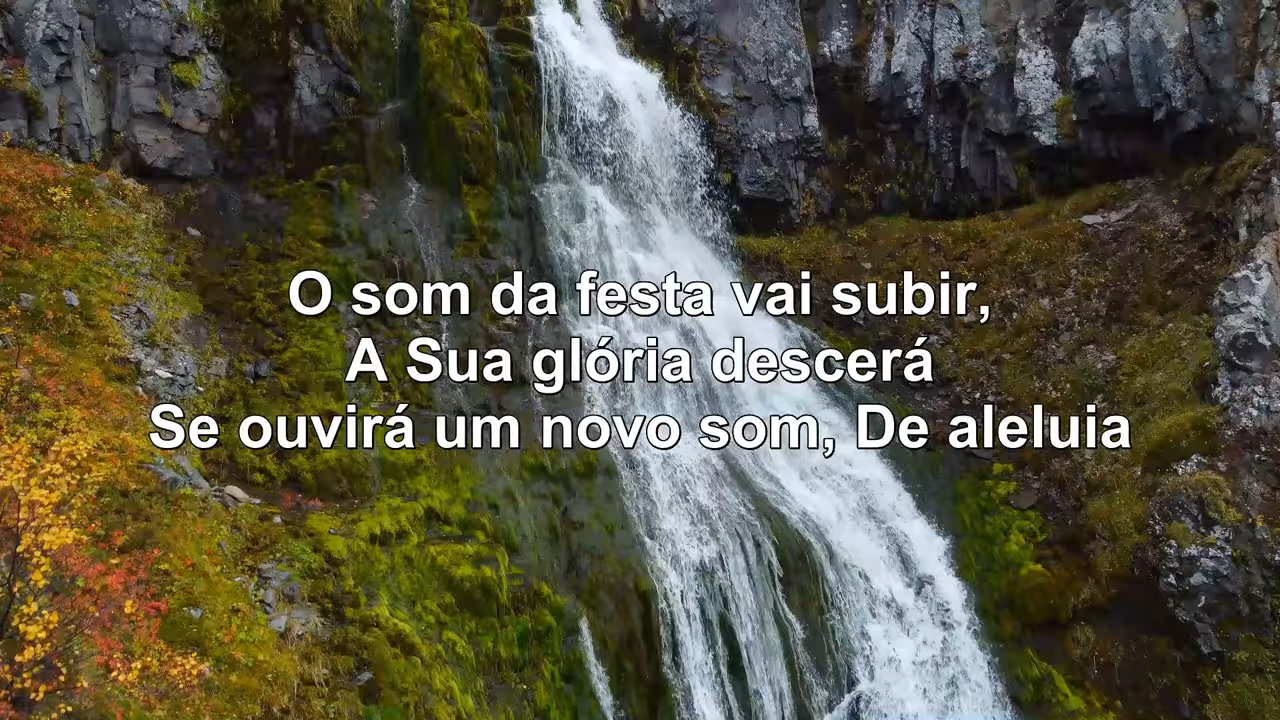 O som da festa vai subir,
A Sua glória descerá
Se ouvirá um novo som, De aleluia